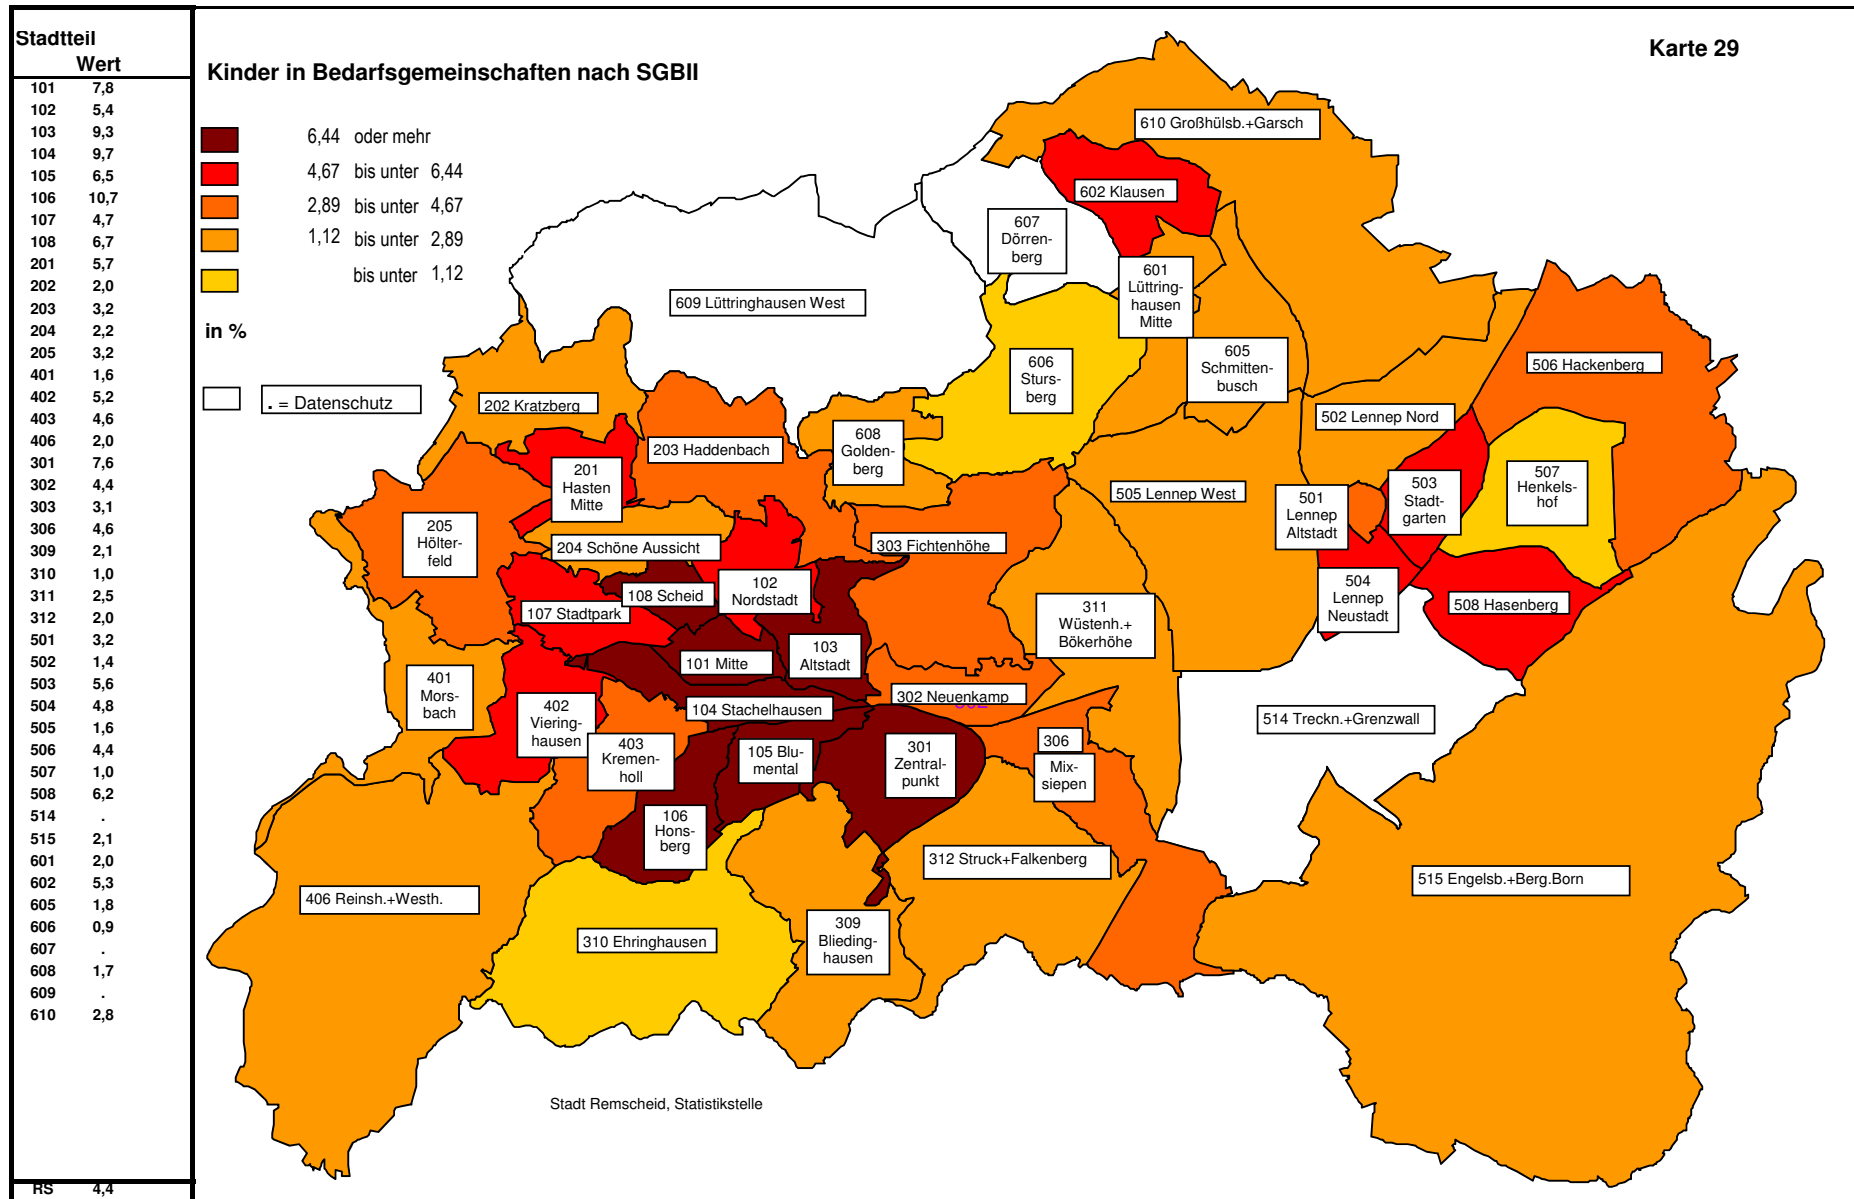 Stadtteil
Wert
101 7,8
102 5,4
103 9,3
104 9,7
105 6,5
106 10,7
107 4,7
108 6,7
201 5,7
202 2,0
203 3,2
204 2,2
205 3,2
401 1,6
402 5,2
403 4,6
406 2,0
301 7,6
302 4,4
303 3,1
306 4,6
309 2,1
310 1,0
311 2,5
312 2,0
501 3,2
502 1,4
503 5,6
504 4,8
505 1,6
506 4,4
507 1,0
508 6,2
514 .
515 2,1
601 2,0
602 5,3
605 1,8
606 0,9
607 .
608 1,7
609 .
610 2,8
RS 4,4
Karte 29
Kinder in Bedarfsgemeinschaften nach SGBII
6,44 oder mehr
4,67 bis unter 6,44
2,89 bis unter 4,67
1,12 bis unter 2,89
bis unter 1,12
in %
. = Datenschutz
610 Großhülsb.+Garsch
602 Klausen
607
Dörren-
berg
601
Lüttring-
hausen
Mitte
609 Lüttringhausen West
606
Sturs-
berg
605
Schmitten-
busch
506 Hackenberg
202 Kratzberg
502 Lennep Nord
203 Haddenbach
608
Golden-
berg
201
Hasten
Mitte
505 Lennep West
501
Lennep
Altstadt
503
Stadt-
garten
507
Henkels-
hof
205
Hölter-
feld
204 Schöne Aussicht
303 Fichtenhöhe
102
Nordstadt
108 Scheid
107 Stadtpark
504
Lennep
Neustadt
508 Hasenberg
311
Wüstenh.+
Bökerhöhe
103
Altstadt
101 Mitte
401
Mors-
bach
302 Neuenkamp
402
Viering-
hausen
104 Stachelhausen
514 Treckn.+Grenzwall
403
Kremen-
holl
105 Blu-
mental
301
Zentral-
punkt
306
Mix-
siepen
106
Hons-
berg
312 Struck+Falkenberg
406 Reinsh.+Westh.
515 Engelsb.+Berg.Born
310 Ehringhausen
309
Blieding-
hausen
Stadt Remscheid, Statistikstelle